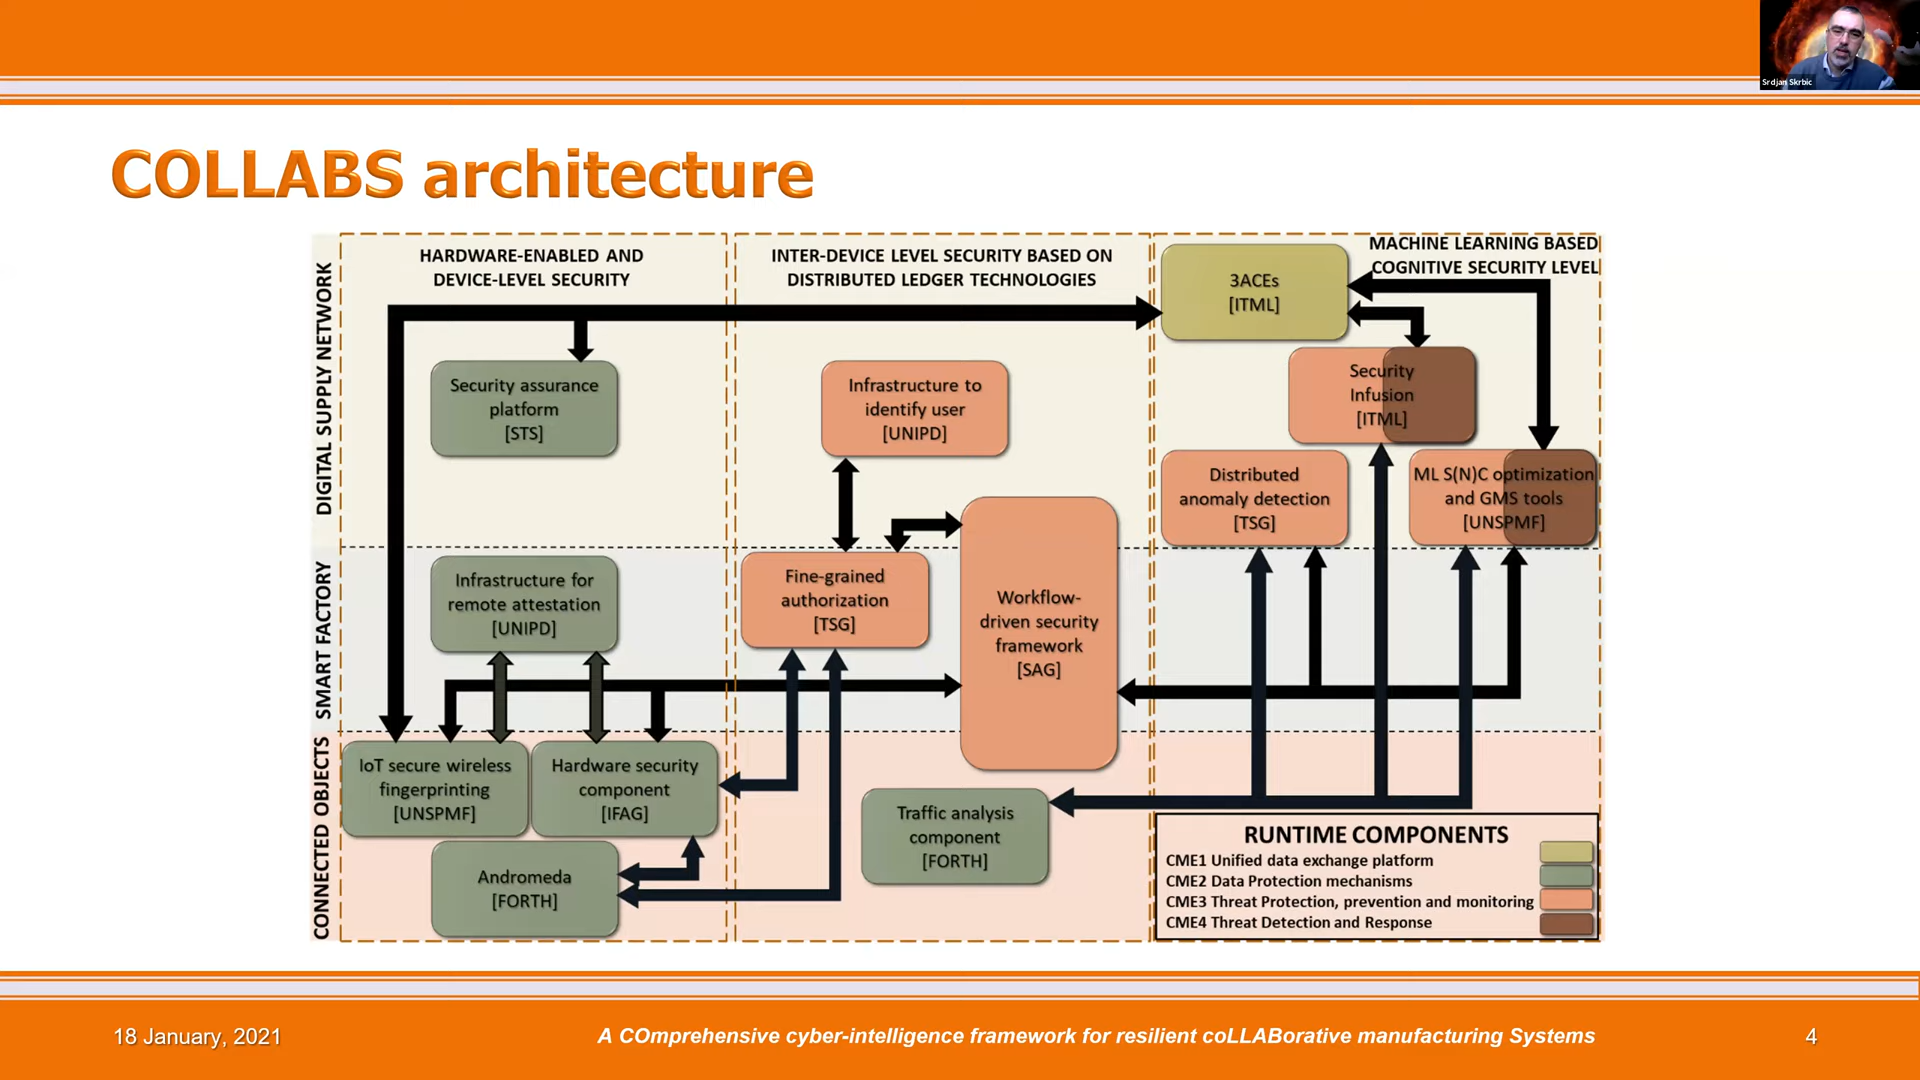 Srdjan Skrbic
COLLABS architecture
HARDWARE-ENABLED AND
DEVICE-LEVEL SECURITY
INTER-DEVICE LEVEL SECURITY BASED ON
DISTRIBUTED LEDGER TECHNOLOGIES
MACHINE LEARNING BASED
COGNITIVE SECURITY LEVEL
DIGITAL SUPPLY NETWORK
3ACEs
[ITML]
Security assurance
platform
[STS]
Infrastructure to
identify user
[UNIPD]
Security
Infusion
[ITML]
Distributed
anomaly detection
[TSG]
ML S(N)C optimization
and GMS tools
[UNSPMF]
SMART FACTORY
Infrastructure for
remote attestation
[UNIPD]
Fine-grained
authorization
[TSG]
Workflow-
driven security
framework
[SAG]
CONNECTED OBJECTS
IoT secure wireless
fingerprinting
[UNSPMF]
Hardware security
component
[IFAG]
Andromeda
[FORTH]
Traffic analysis
component
[FORTH]
RUNTIME COMPONENTS
CME1 Unified data exchange platform
CME2 Data Protection mechanisms
CME3 Threat Protection, prevention and monitoring
CME4 Threat Detection and Response
18 January, 2021
A COmprehensive cyber-intelligence framework for resilient coLLABorative manufacturing Systems
4